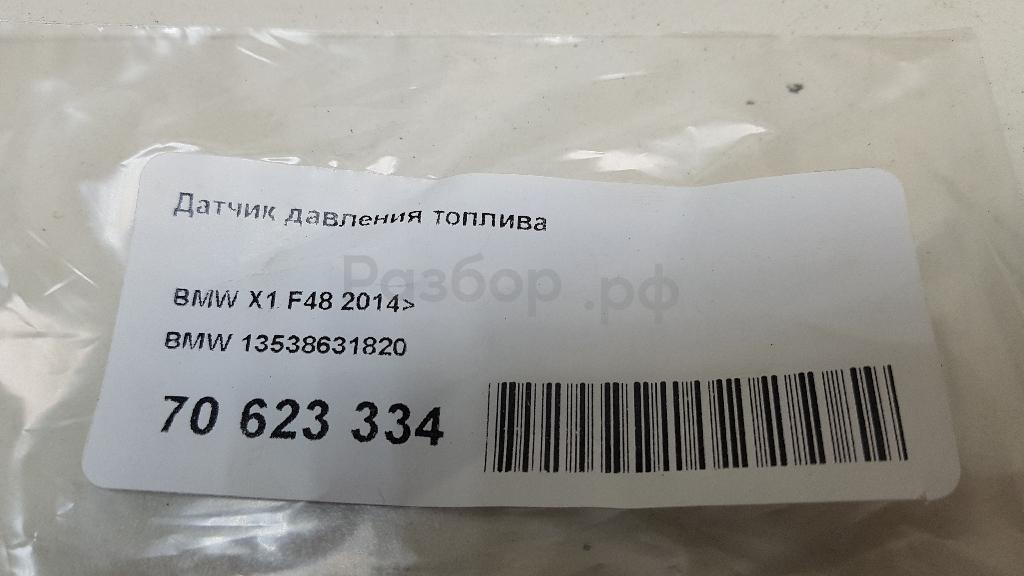 Датчик давления топлива
Разбор.рф
BMW X1 F48 2014>
BMW 13538631820
70 623 334